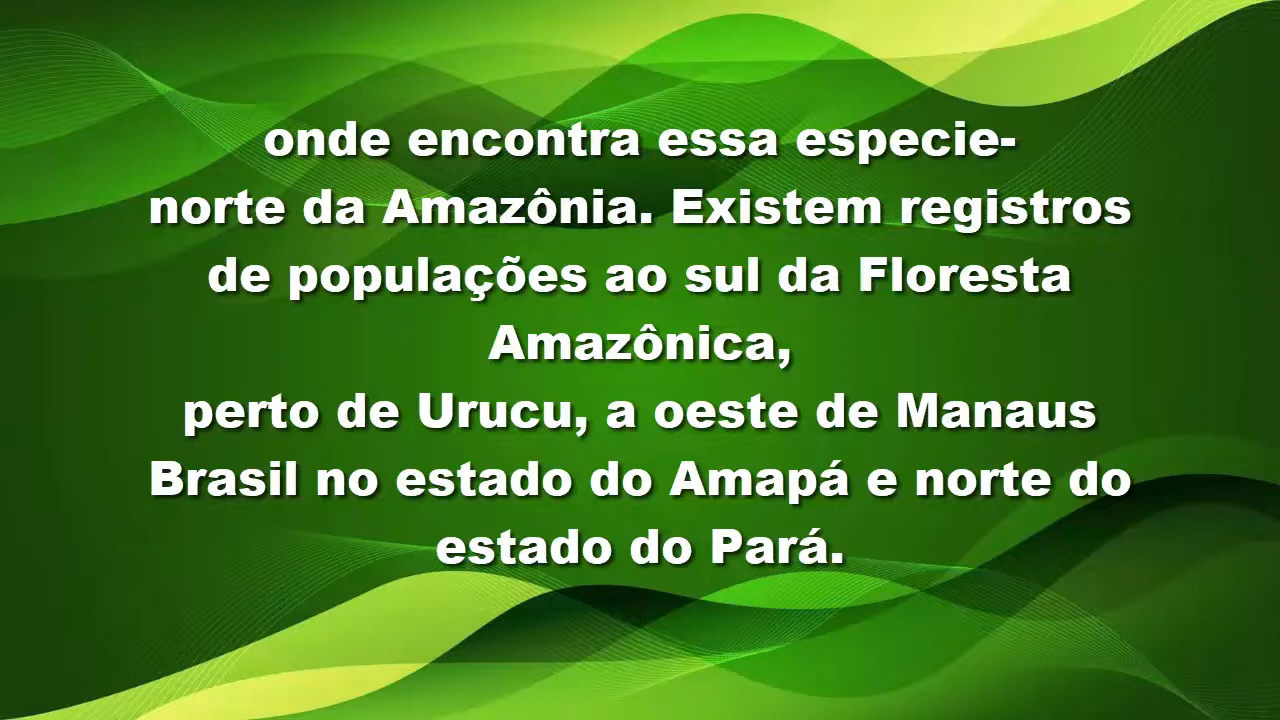 onde encontra essa especie-
norte da Amazônia. Existem registros
de populações ao sul da Floresta
Amazônica,
perto de Urucu, a oeste de Manaus
Brasil no estado do Amapá e norte do
estado do Pará.